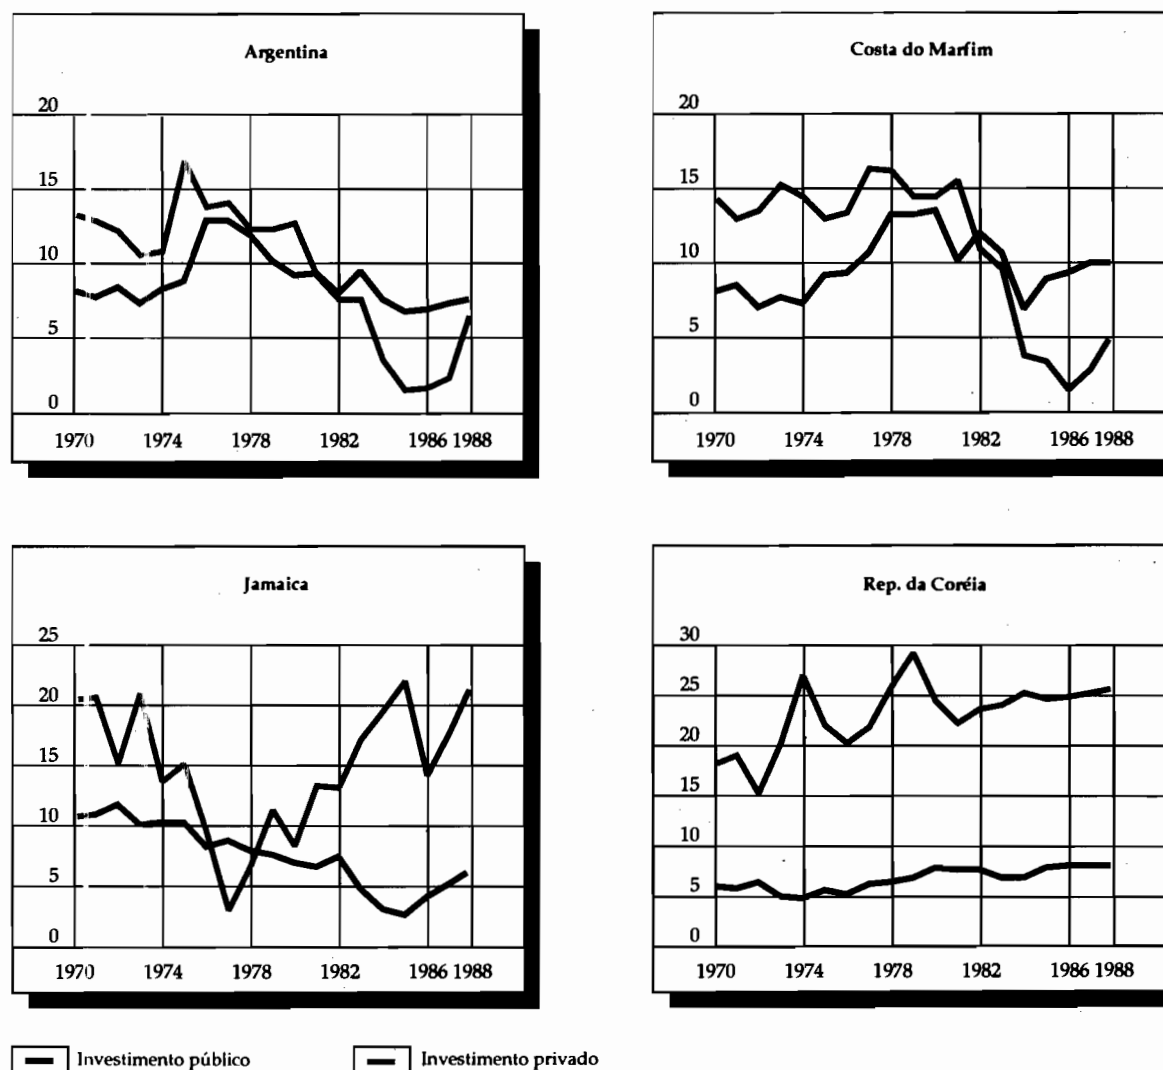 Argentina
20
15
10
5
0
1970 1974 1978 1982 1986 1988
Costa do Marfim
20
15
10
5
0
1970 1974 1978 1982 1986 1988
Jamaica
25
20
15
10
5
0
1970 1974 1978 1982 1986 1988
Rep. da Coréia
30
25
20
15
10
5
0
1970 1974 1978 1982 1986 1988
Investimento público Investimento privado